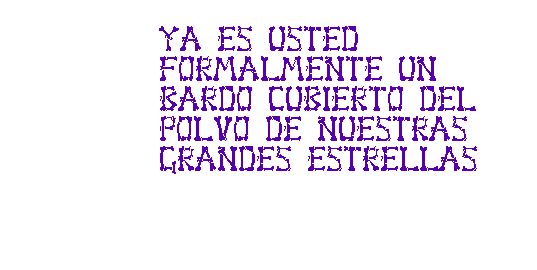 YA ES USTED
FORMALMENTE UN
BARDO CUBIERTO DEL
POLVO DE NUESTRAS
GRANDES ESTRELLAS